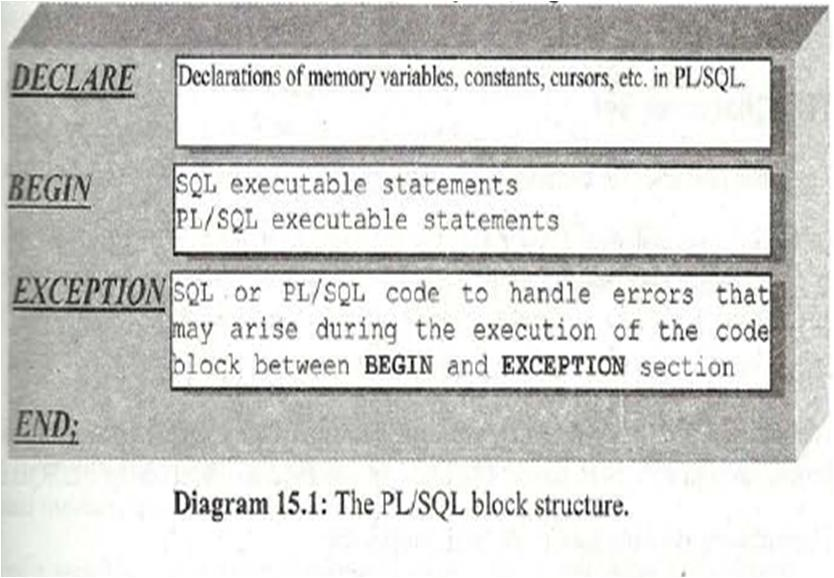 DECLARE
Declarations of memory variables, constants, cursors, etc. in PL/SQL.
BEGIN
SQL executable statements
PL/SQL executable statements
EXCEPTION
SQL or PL/SQL code to handle errors that
may arise during the execution of the code
block between BEGIN and EXCEPTION section
END;
Diagram 15.1: The PL/SQL block structure.